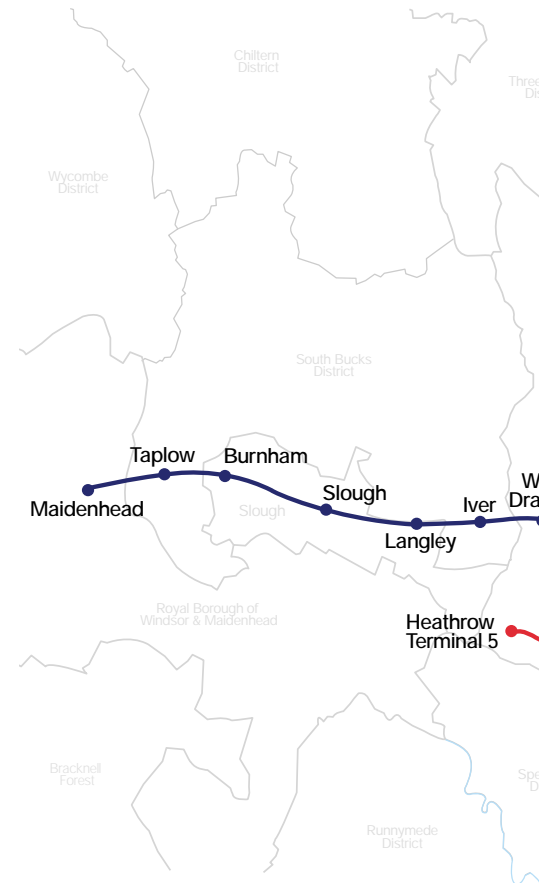 Chiltern
District
Wycombe
District
South Bucks
District
Taplow
Burnham
Maidenhead
Slough
Slough
Iver
Langley
Royal Borough of
Windsor & Maidenhead
Heathrow
Terminal 5
Bracknell
Forest
Runnymede
District